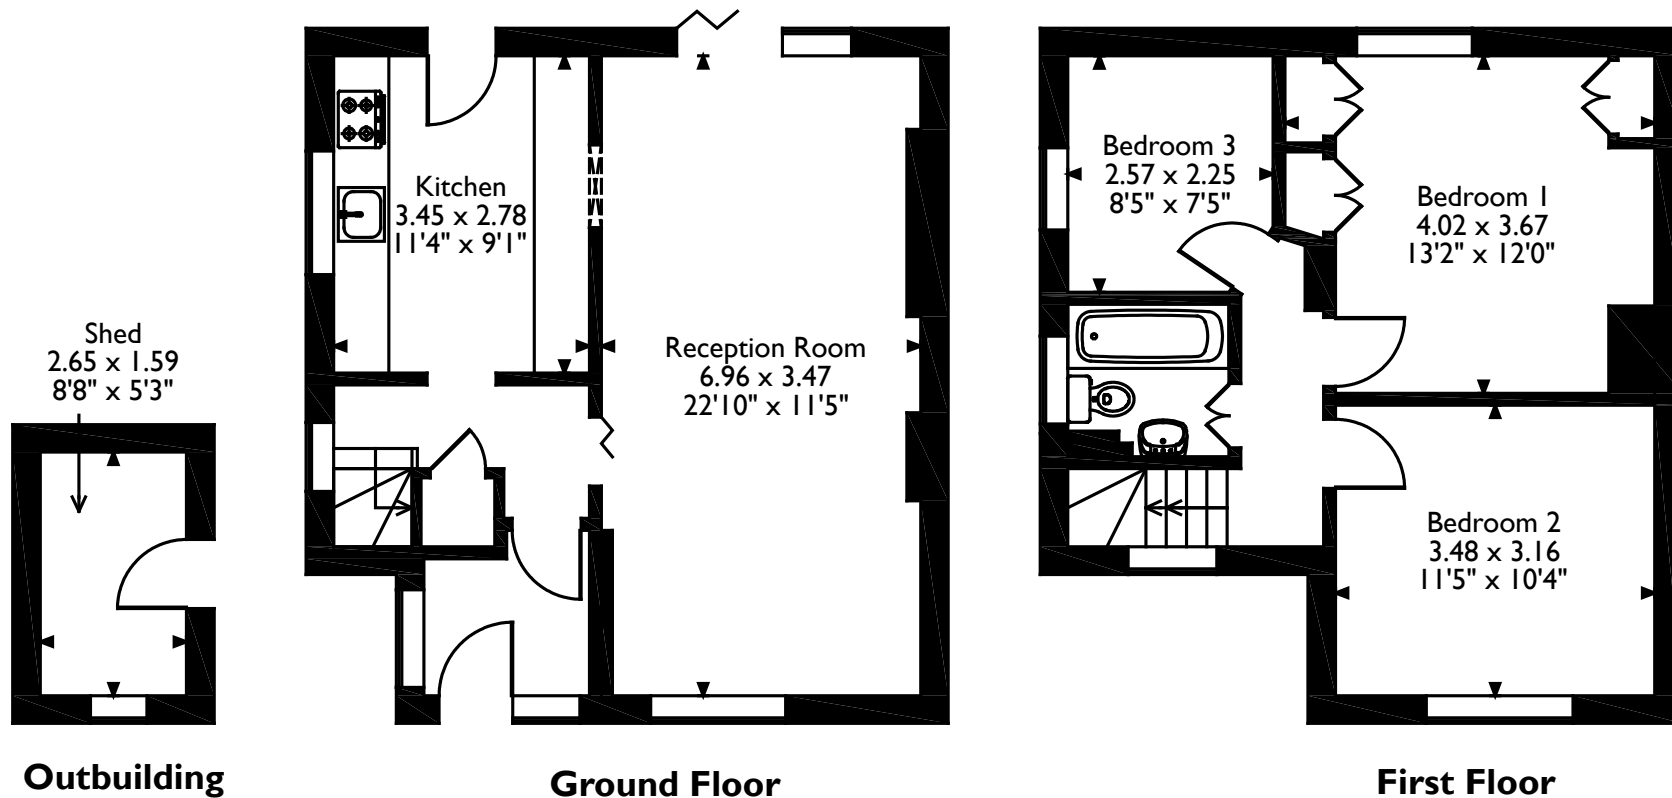 Shed
2.65 x 1.59
8'8" x 5'3"
Outbuilding
Kitchen
3.45 x 2.78
11'4" x 9'1"
Reception Room
6.96 x 3.47
22'10" x 11'5"
Ground Floor
Bedroom 3
2.57 x 2.25
8'5" x 7'5"
Bedroom 1
4.02 x 3.67
13'2" x 12'0"
Bedroom 2
3.48 x 3.16
11'5" x 10'4"
First Floor